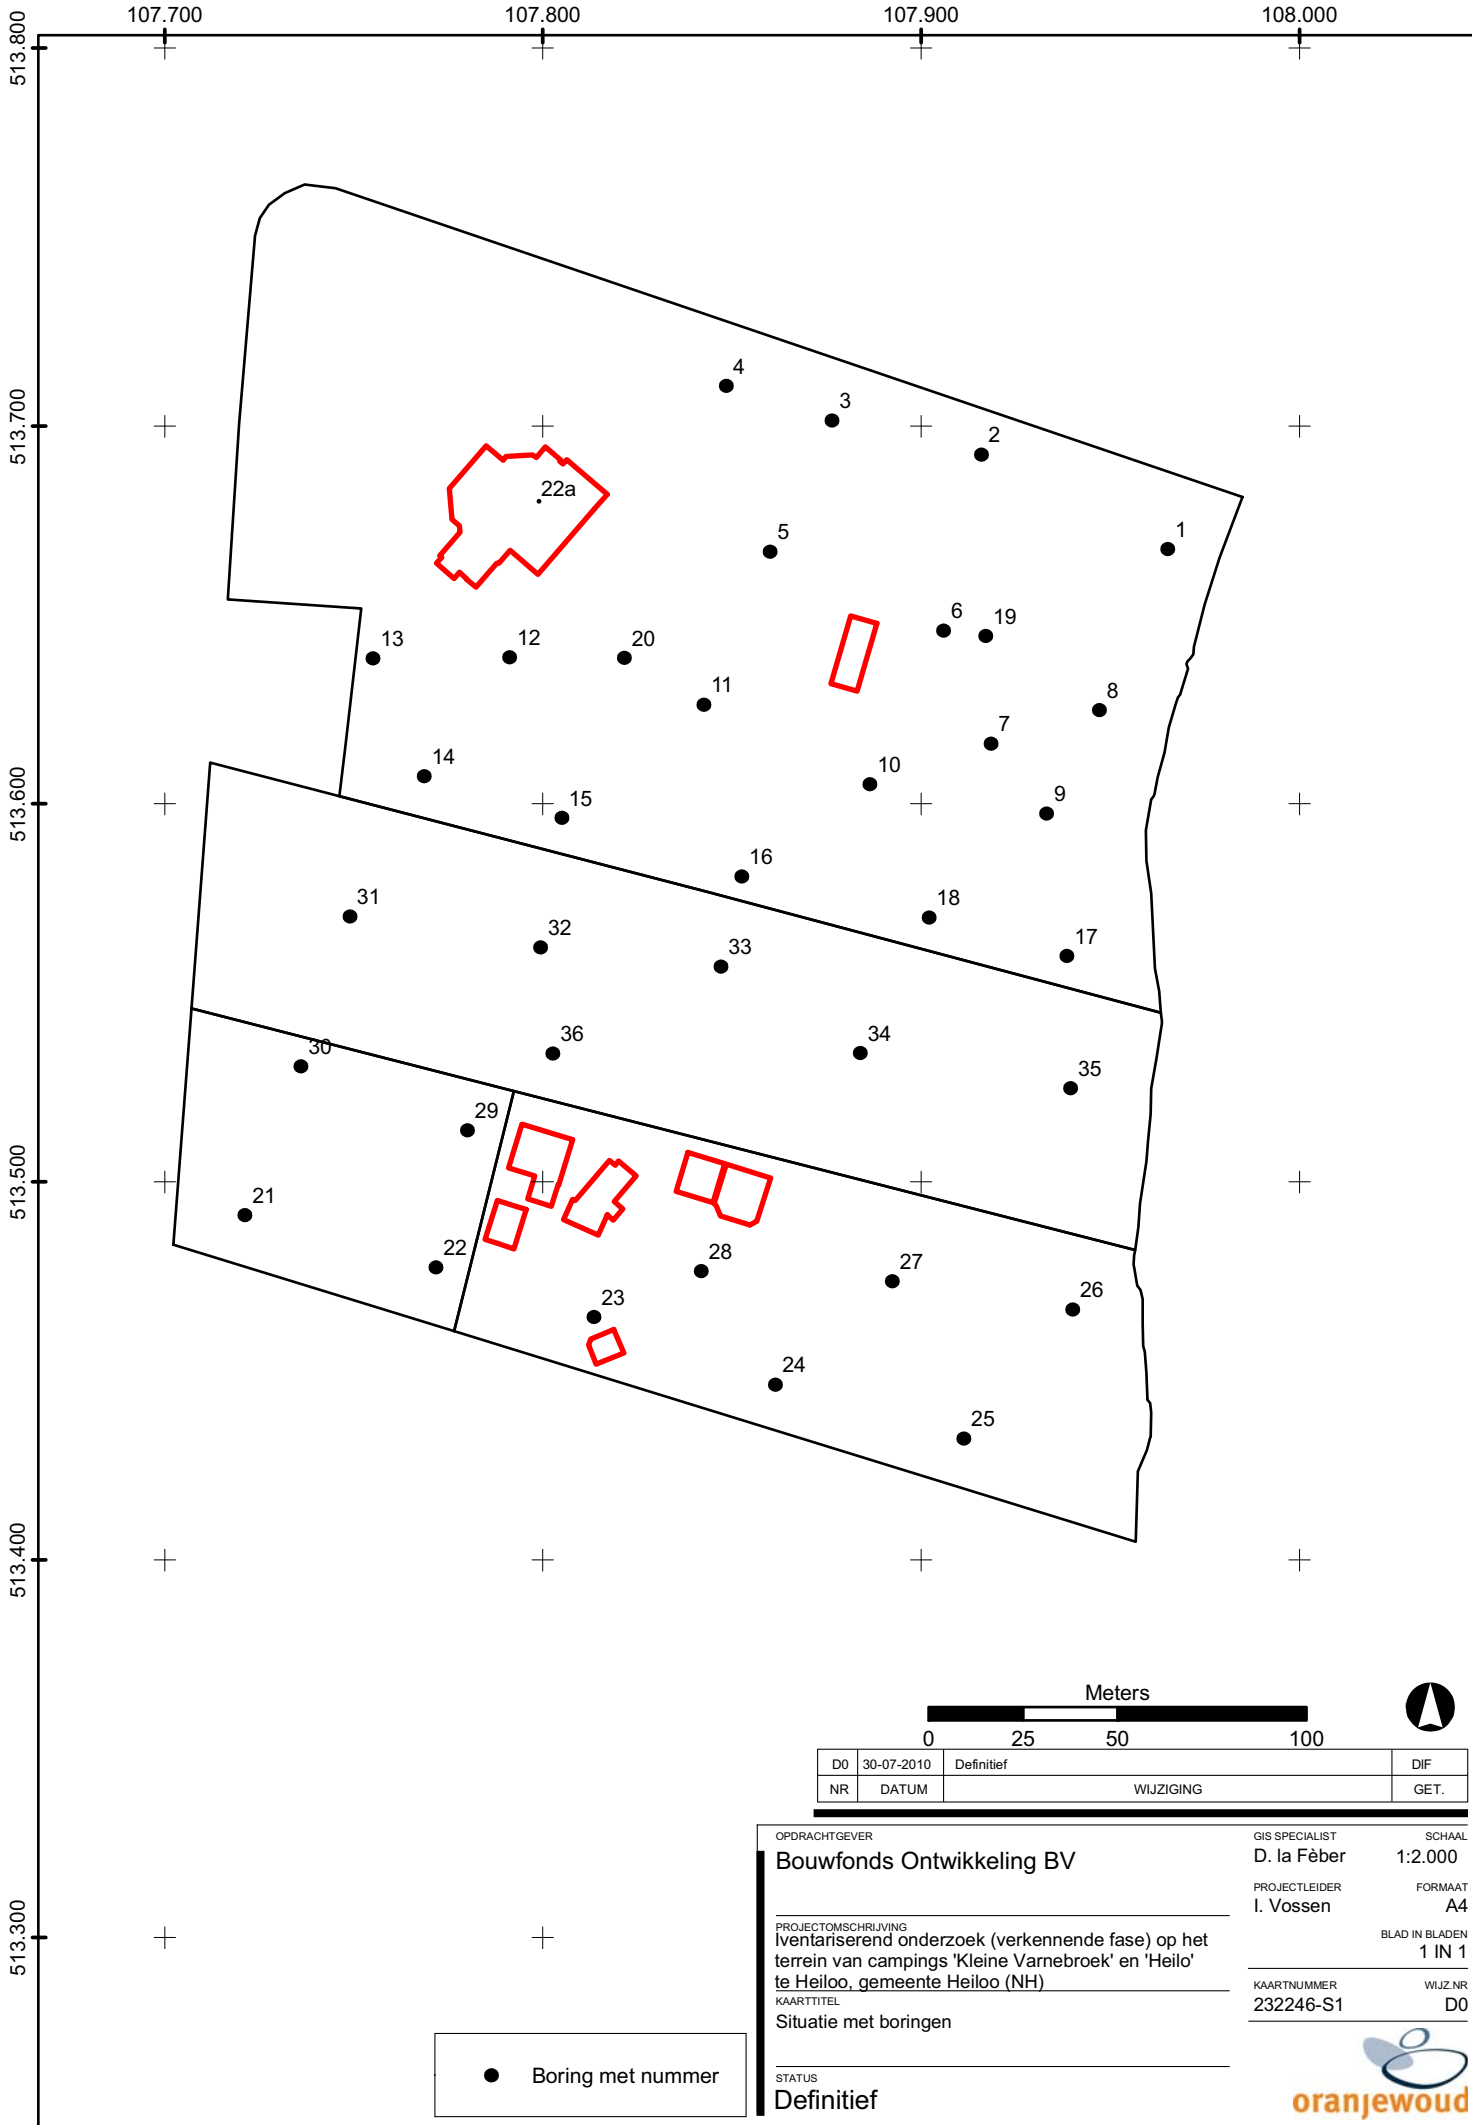 107.700 107.800 107.900 108.000
513.800
4
3
513.700
2
22a
1
5
6 19
13 12 20
11
8
7
14
10
513.600
15
9
16
31
18
32
33
17
36
34
30
35
29
513.500
21
22
28
27
23
26
24
25
513.400
Meters
0 25 50 100
D0 30-07-2010 Definitief DIF
NR DATUM WIJZIGING GET.
OPDRACHTGEVER
Bouwfonds Ontwikkeling BV
GIS SPECIALIST SCHAAL
D. la Fèber 1:2.000
PROJECTLEIDER FORMAAT
I. Vossen A4
513.300
PROJECTOMSCHRIJVING
Iventariserend onderzoek (verkennende fase) op het
terrein van campings 'Kleine Varnebroek' en 'Heilo'
te Heiloo, gemeente Heiloo (NH)
BLAD IN BLADEN
1 IN 1
KAARTNUMMER WIJZ.NR
232246-S1 D0
KAARTTITEL
Situatie met boringen
Boring met nummer
STATUS
Definitief
oranjewoud